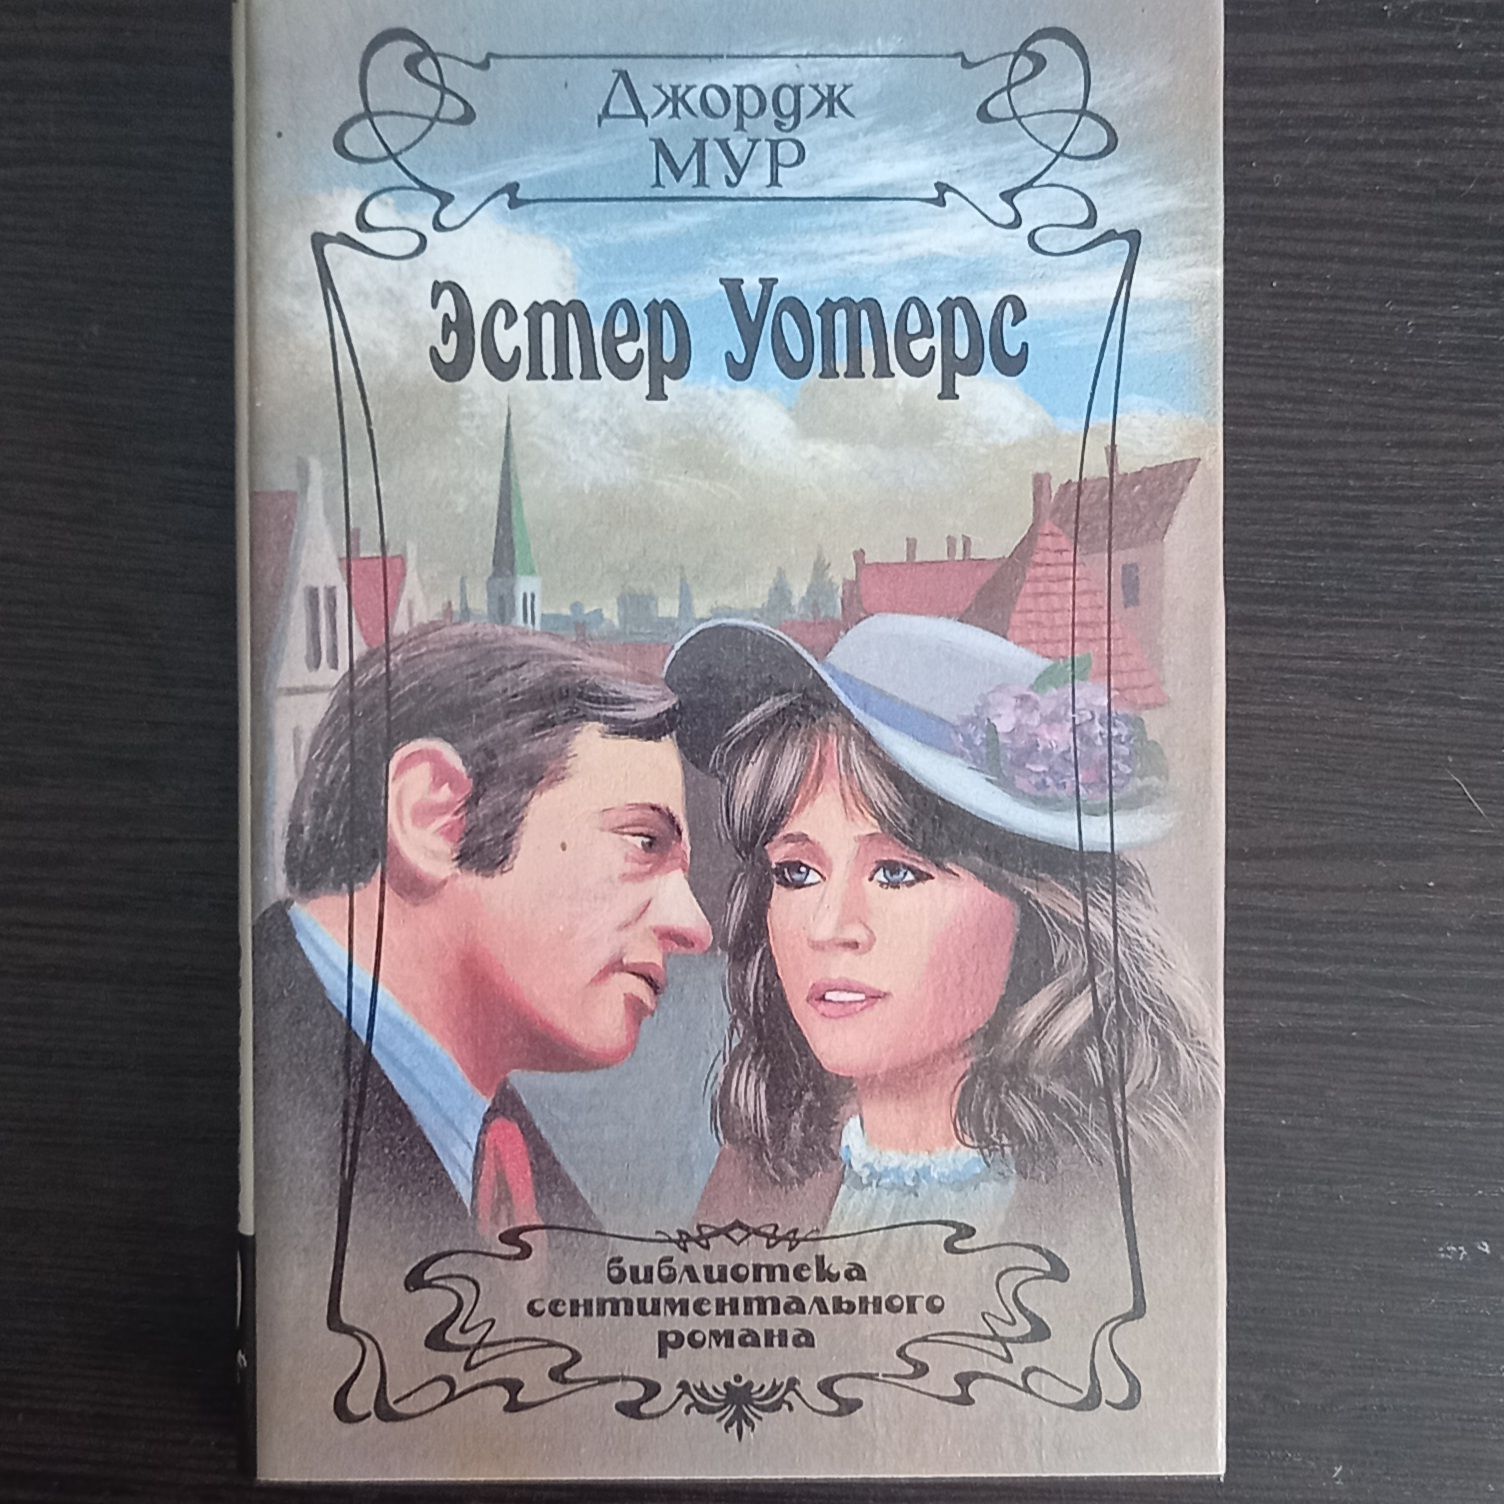 Джордж
МУР
Эстер Уотерс
библиотека
сентиментального
романа